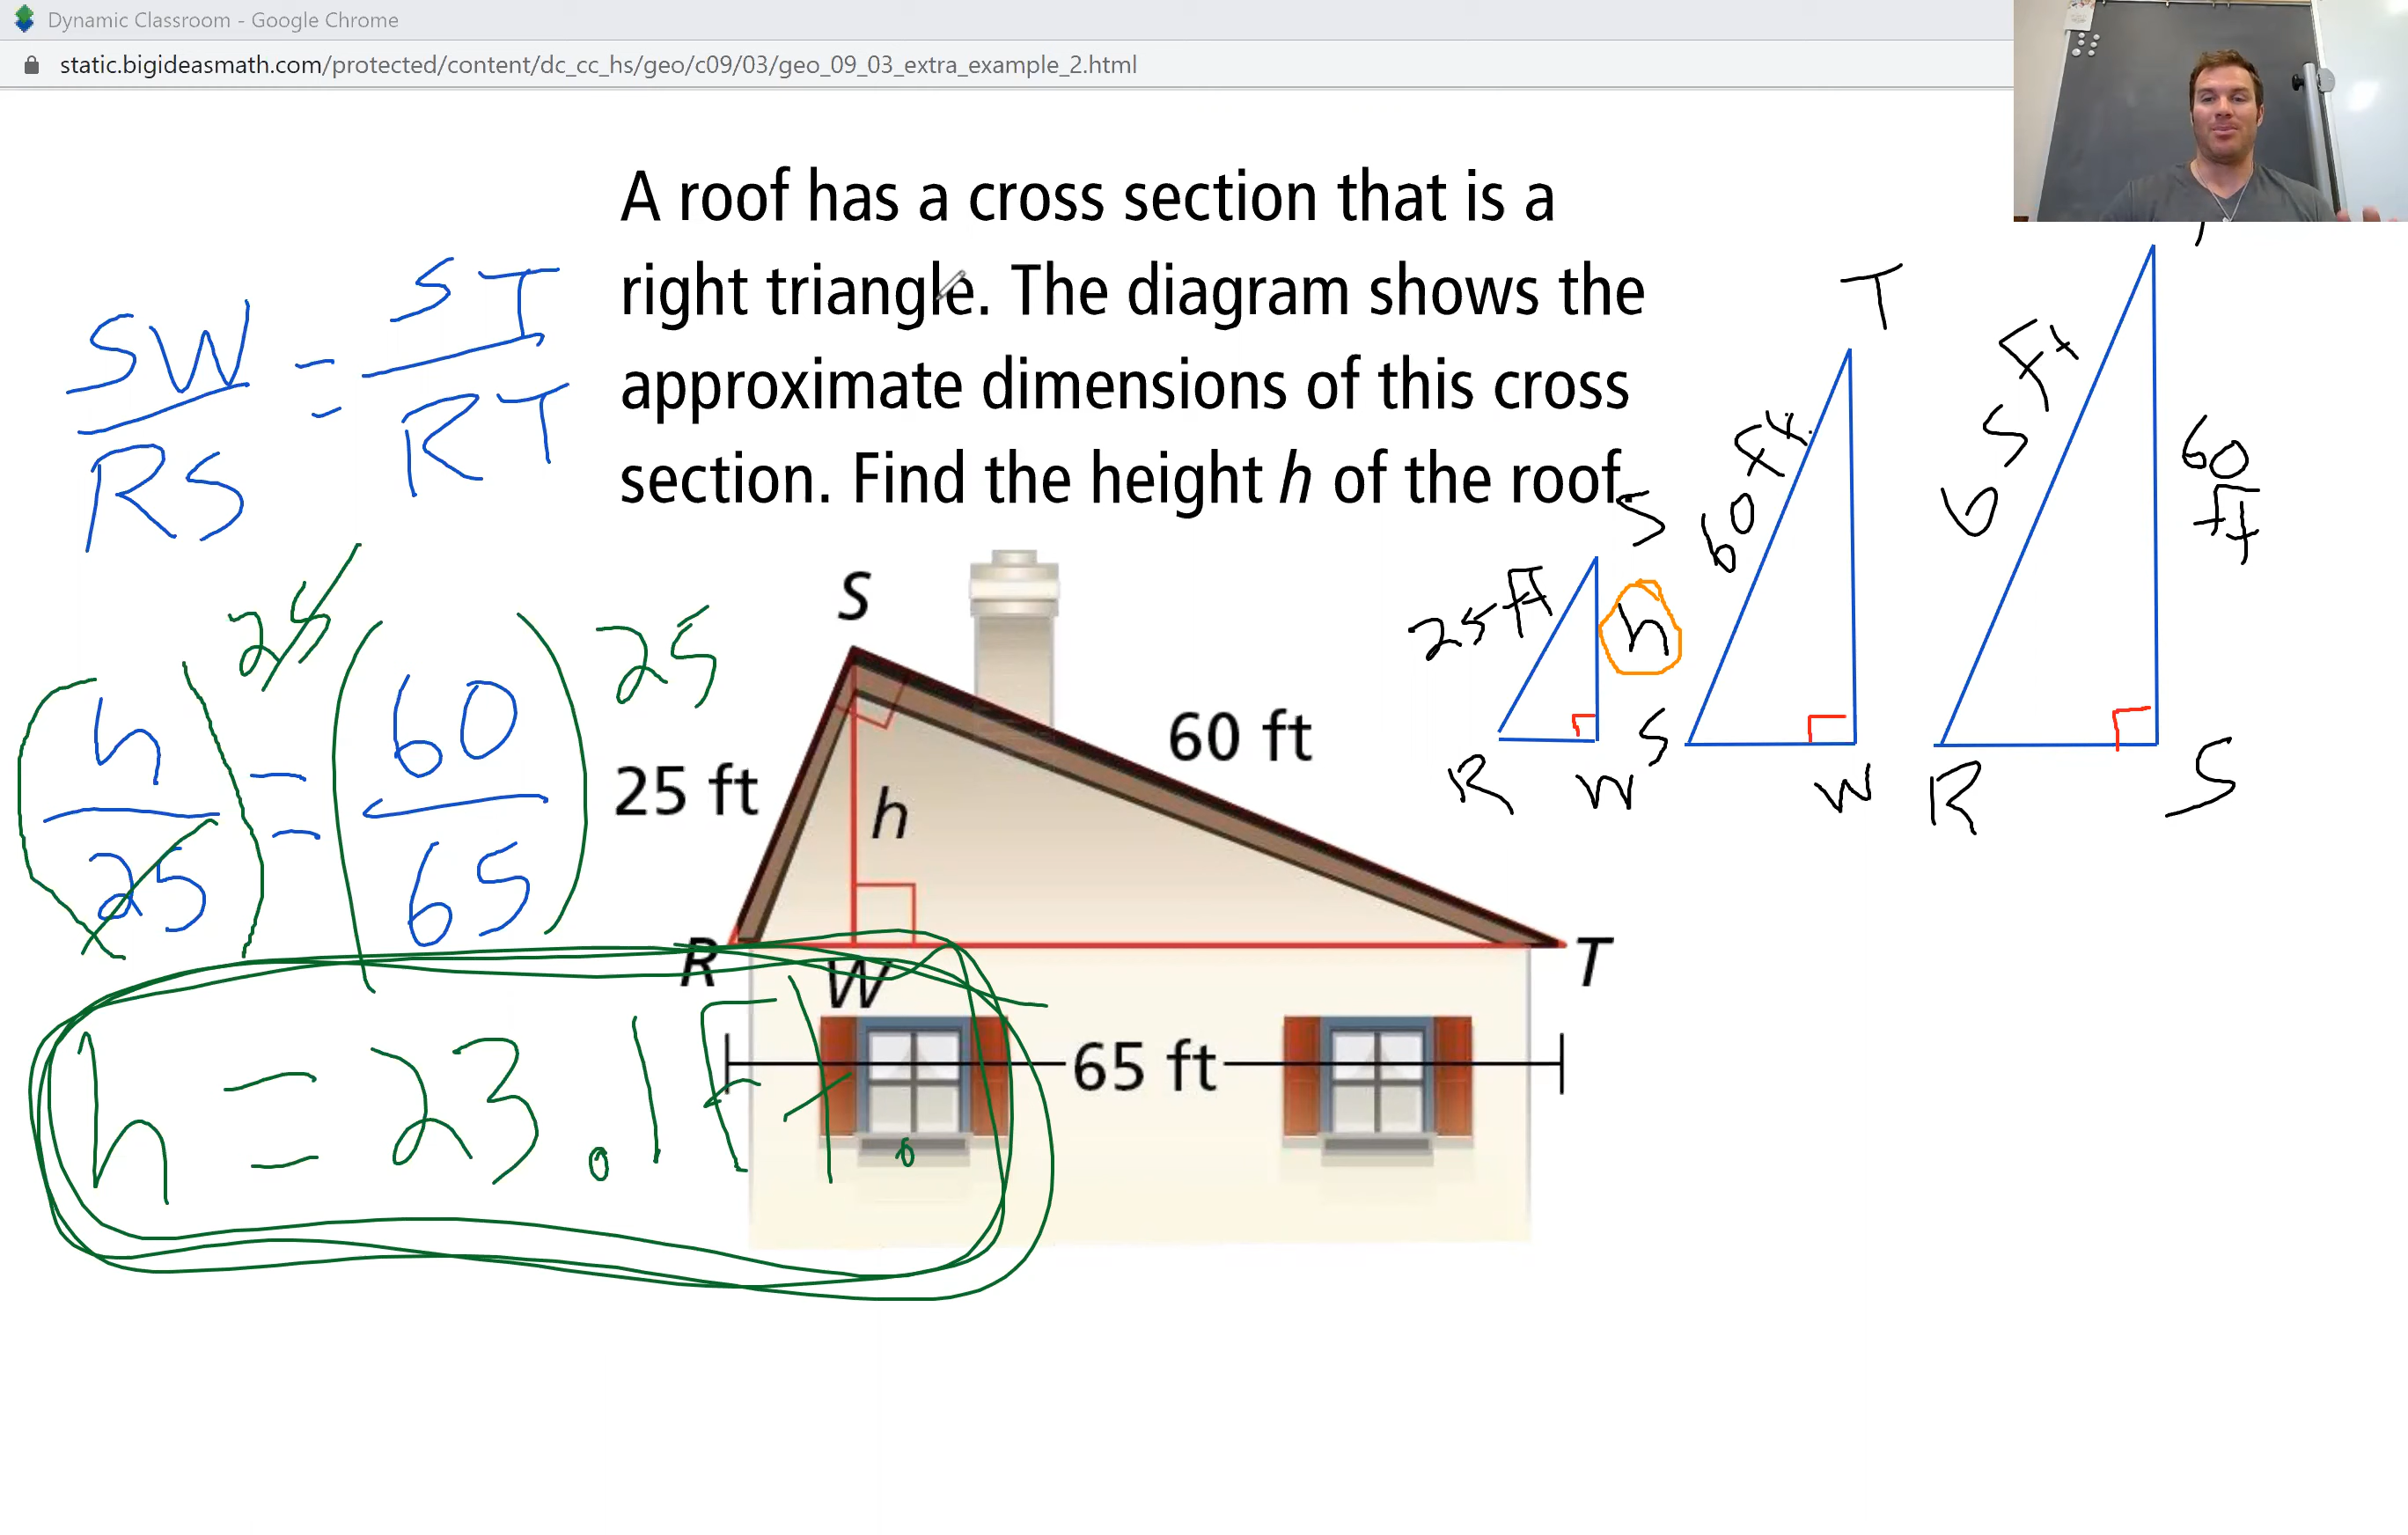 Dynamic Classroom - Google Chrome
static.bigideasmath.com/protected/content/dc_cc_hs/geo/c09/03/geo_09_03_extra_example_2.html
A roof has a cross section that is a
right triangle. The diagram shows the
approximate dimensions of this cross
section. Find the height h of the roof.
SW/RS = ST/RT
25 (h/25) = (60/65) 25
h = 23.1 Ft.
S
25 ft
60 ft
h
R
W
T
65 ft
S
25 ft
h
R
W
T
60 ft.
S
W
65 ft
60 ft
R
S